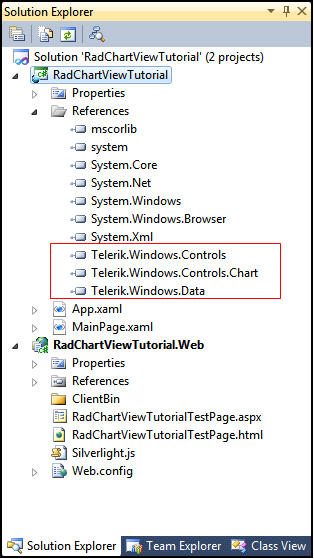 Solution Explorer
Solution 'RadChartViewTutorial' (2 projects)
RadChartViewTutorial
Properties
References
mscorlib
system
System.Core
System.Net
System.Windows
System.Windows.Browser
System.Xml
Telerik.Windows.Controls
Telerik.Windows.Controls.Chart
Telerik.Windows.Data
App.xaml
MainPage.xaml
RadChartViewTutorial.Web
Properties
References
ClientBin
RadChartViewTutorialTestPage.aspx
RadChartViewTutorialTestPage.html
Silverlight.js
Web.config
Solution Explorer Team Explorer Class View